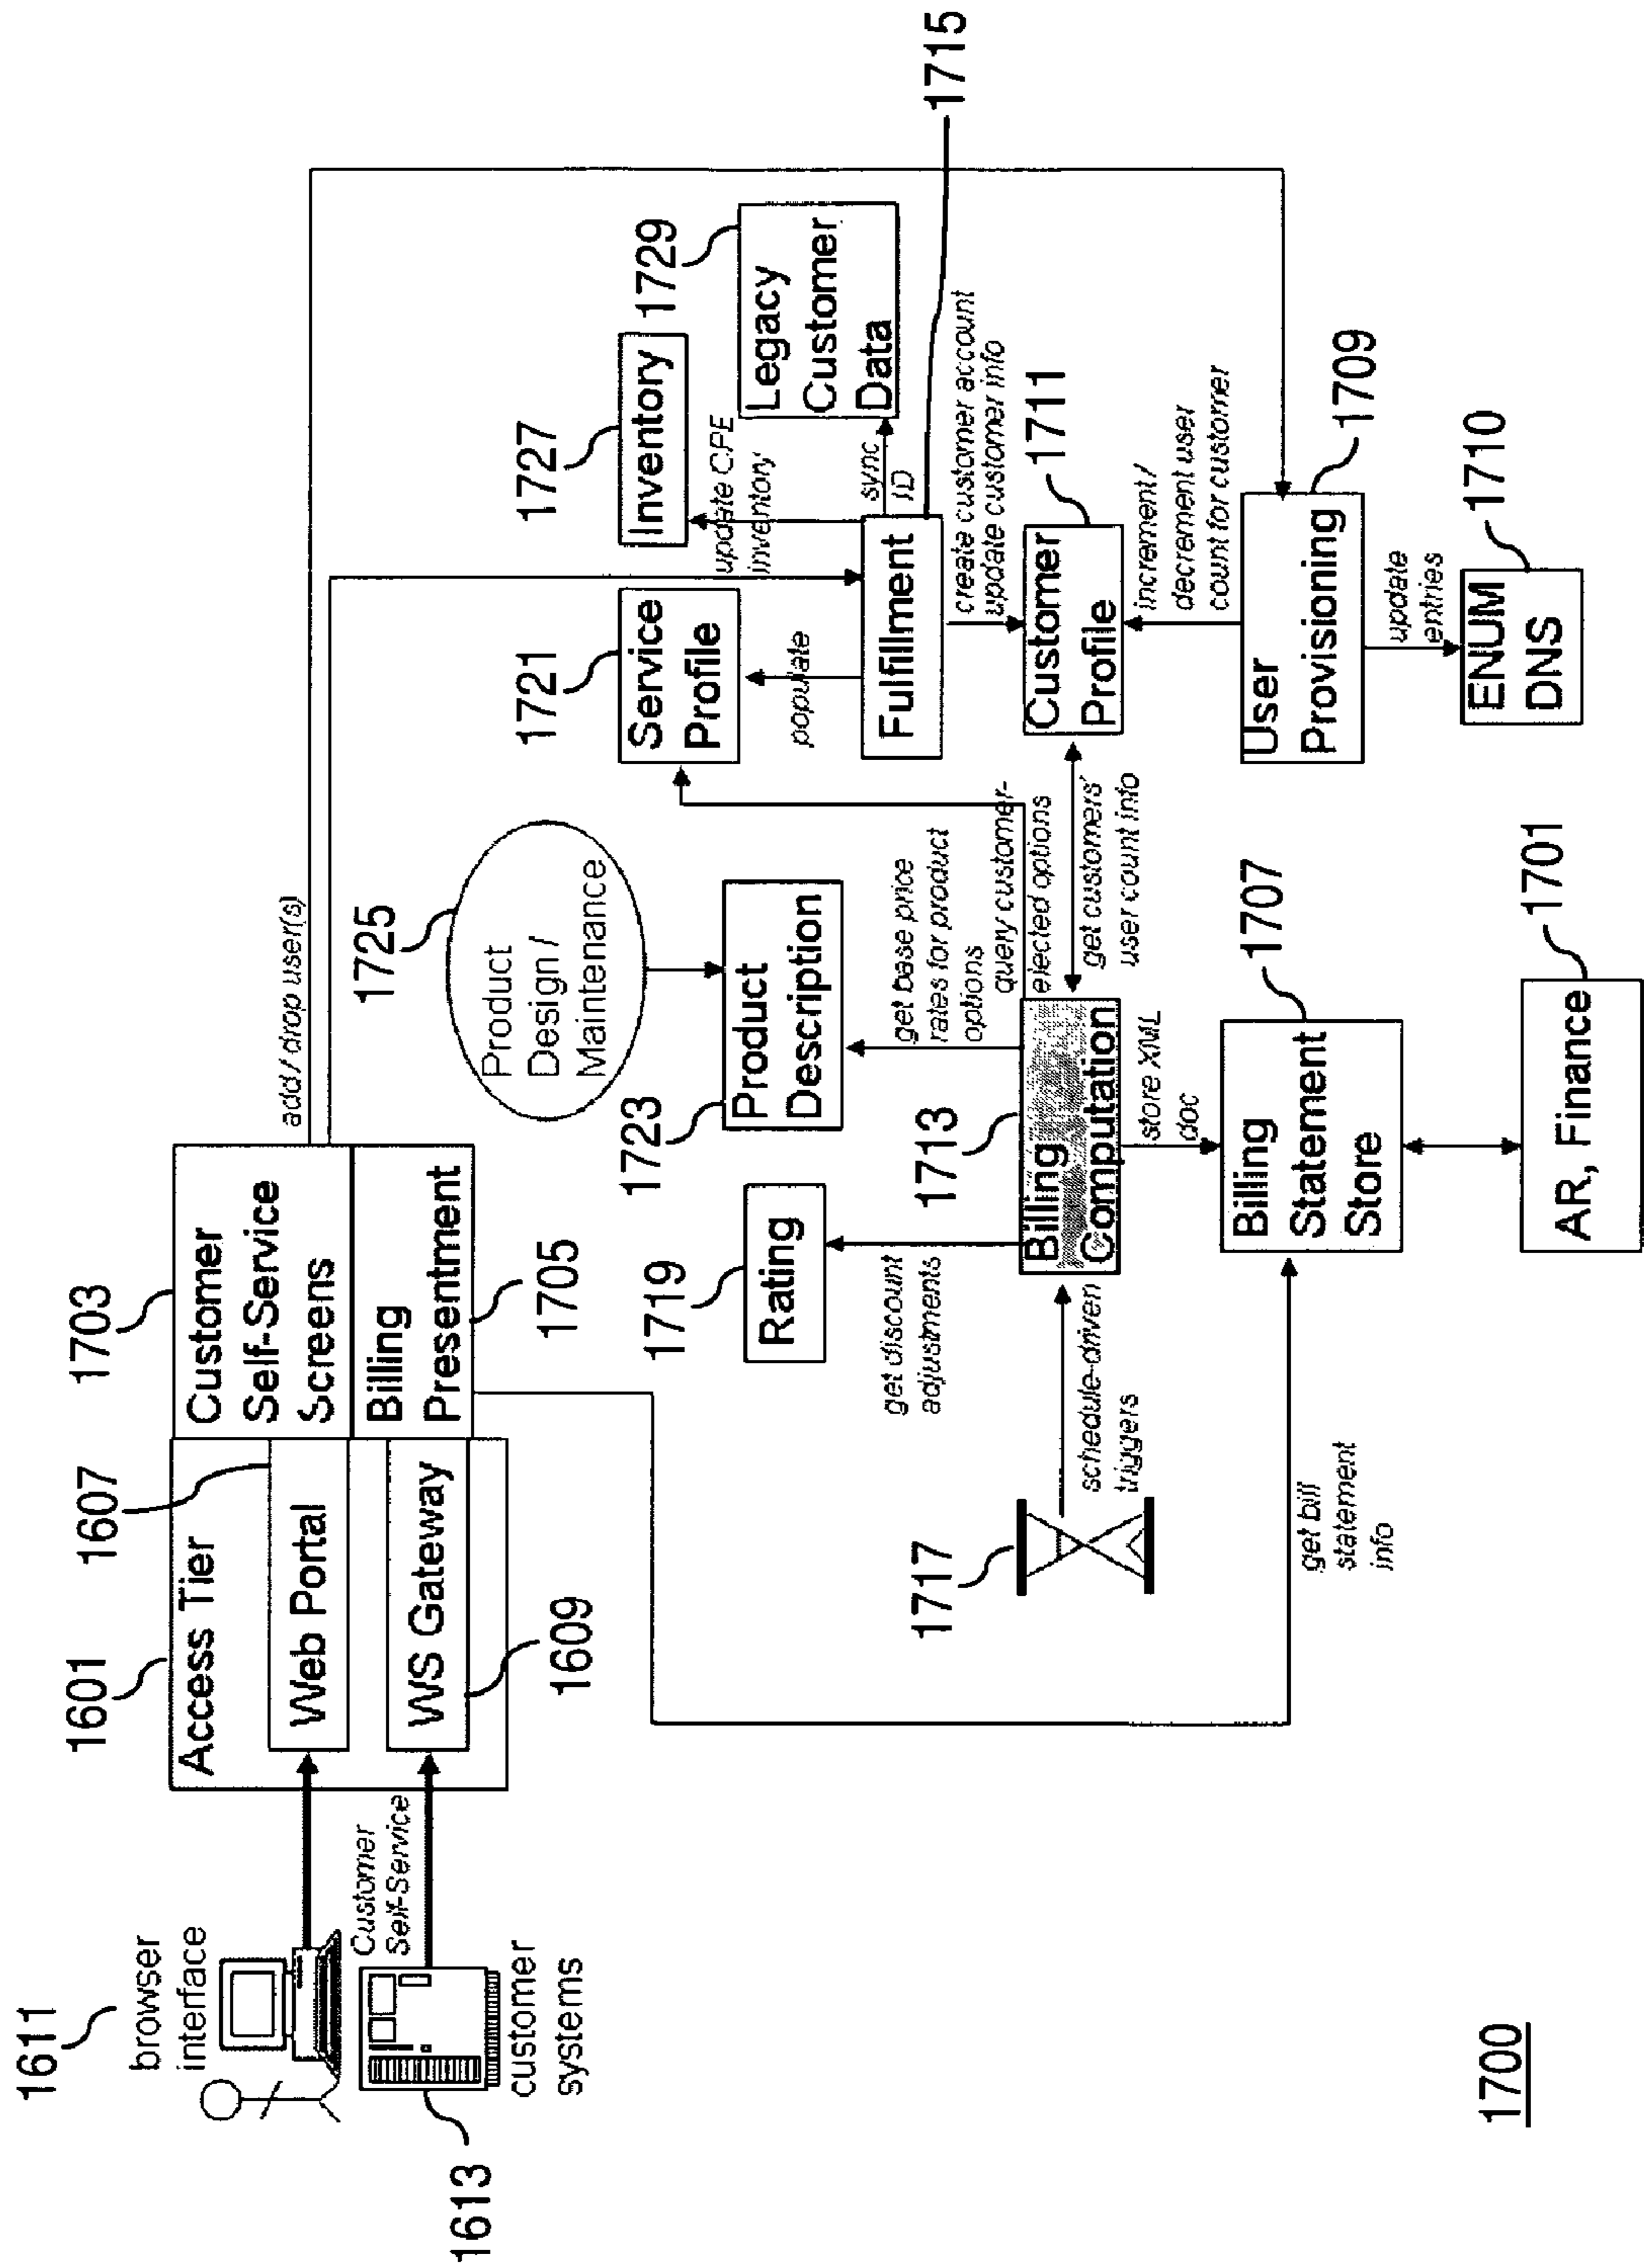 1611
browser
interface
1613
customer
systems
Customer
Self-Service
1601
Access Tier
1607
Web Portal
WS Gateway
1609
1703
Customer
Self-Service
Screens
Billing
Presentment
1705
add / drop user(s)
1725
Product
Design /
Maintenance
1723
Product
Description
1721
Service
Profile
1727
Inventory
1729
Legacy
Customer
Data
update CPE
inventory
populate
sync
ID
Fulfillment
1715
create customer account
update customer info
1719
Rating
get discount
adjustments
get base price
rates for product
options
query customer-
elected options
1713
Billing
Computation
1717
schedule-driven
triggers
get customers'
user count info
Customer
Profile
1711
increment /
decrement user
count for customer
store XML
doc
1707
Billing
Statement
Store
get bill
statement
info
User
Provisioning
1709
update
entries
ENUM
DNS
1710
AR, Finance
1701
1700